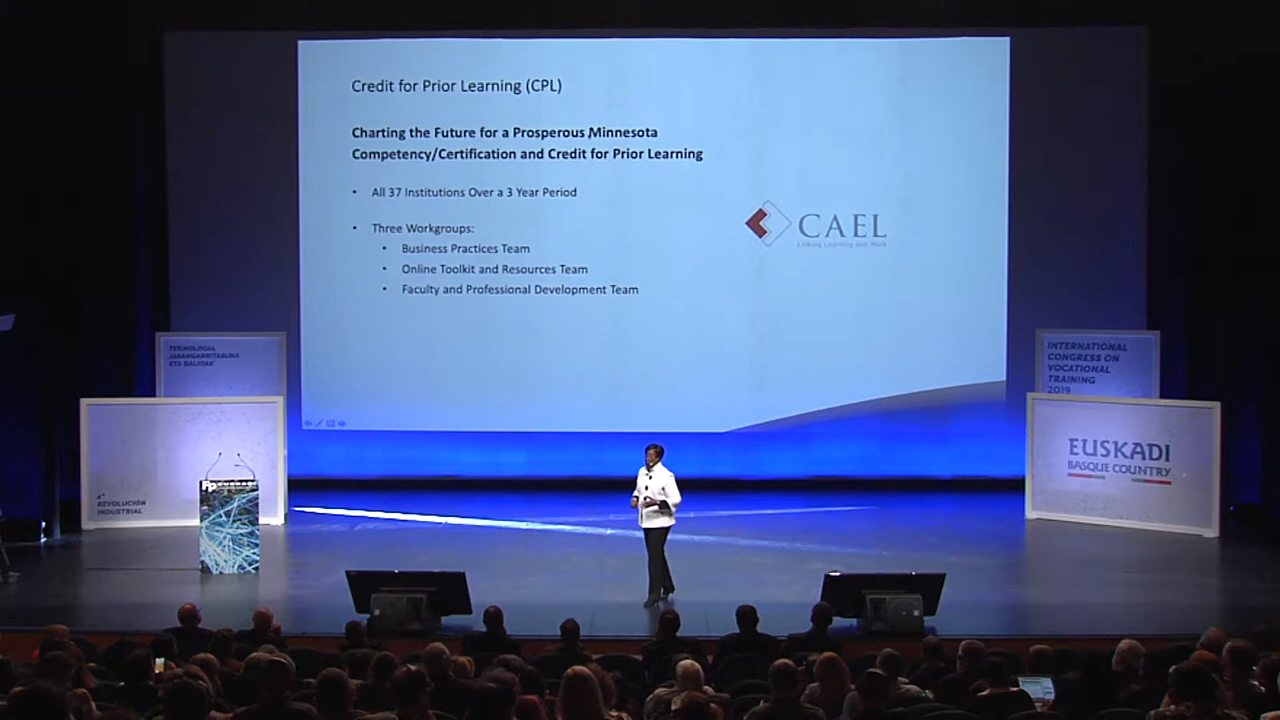 Credit for Prior Learning (CPL)
Charting the Future for a Prosperous Minnesota
Competency/Certification and Credit for Prior Learning
• All 37 Institutions Over a 3 Year Period
• Three Workgroups:
• Business Practices Team
• Online Toolkit and Resources Team
• Faculty and Professional Development Team
CAEL
Linking Learning and Work
TEKNOLOGIA,
JASANGARRITASUNA
ETA BALIOAK
4ª
REVOLUCIÓN
INDUSTRIAL
FP EUSKADI
INTERNATIONAL
CONGRESS ON
VOCATIONAL
TRAINING
2019
EUSKADI
BASQUE COUNTRY